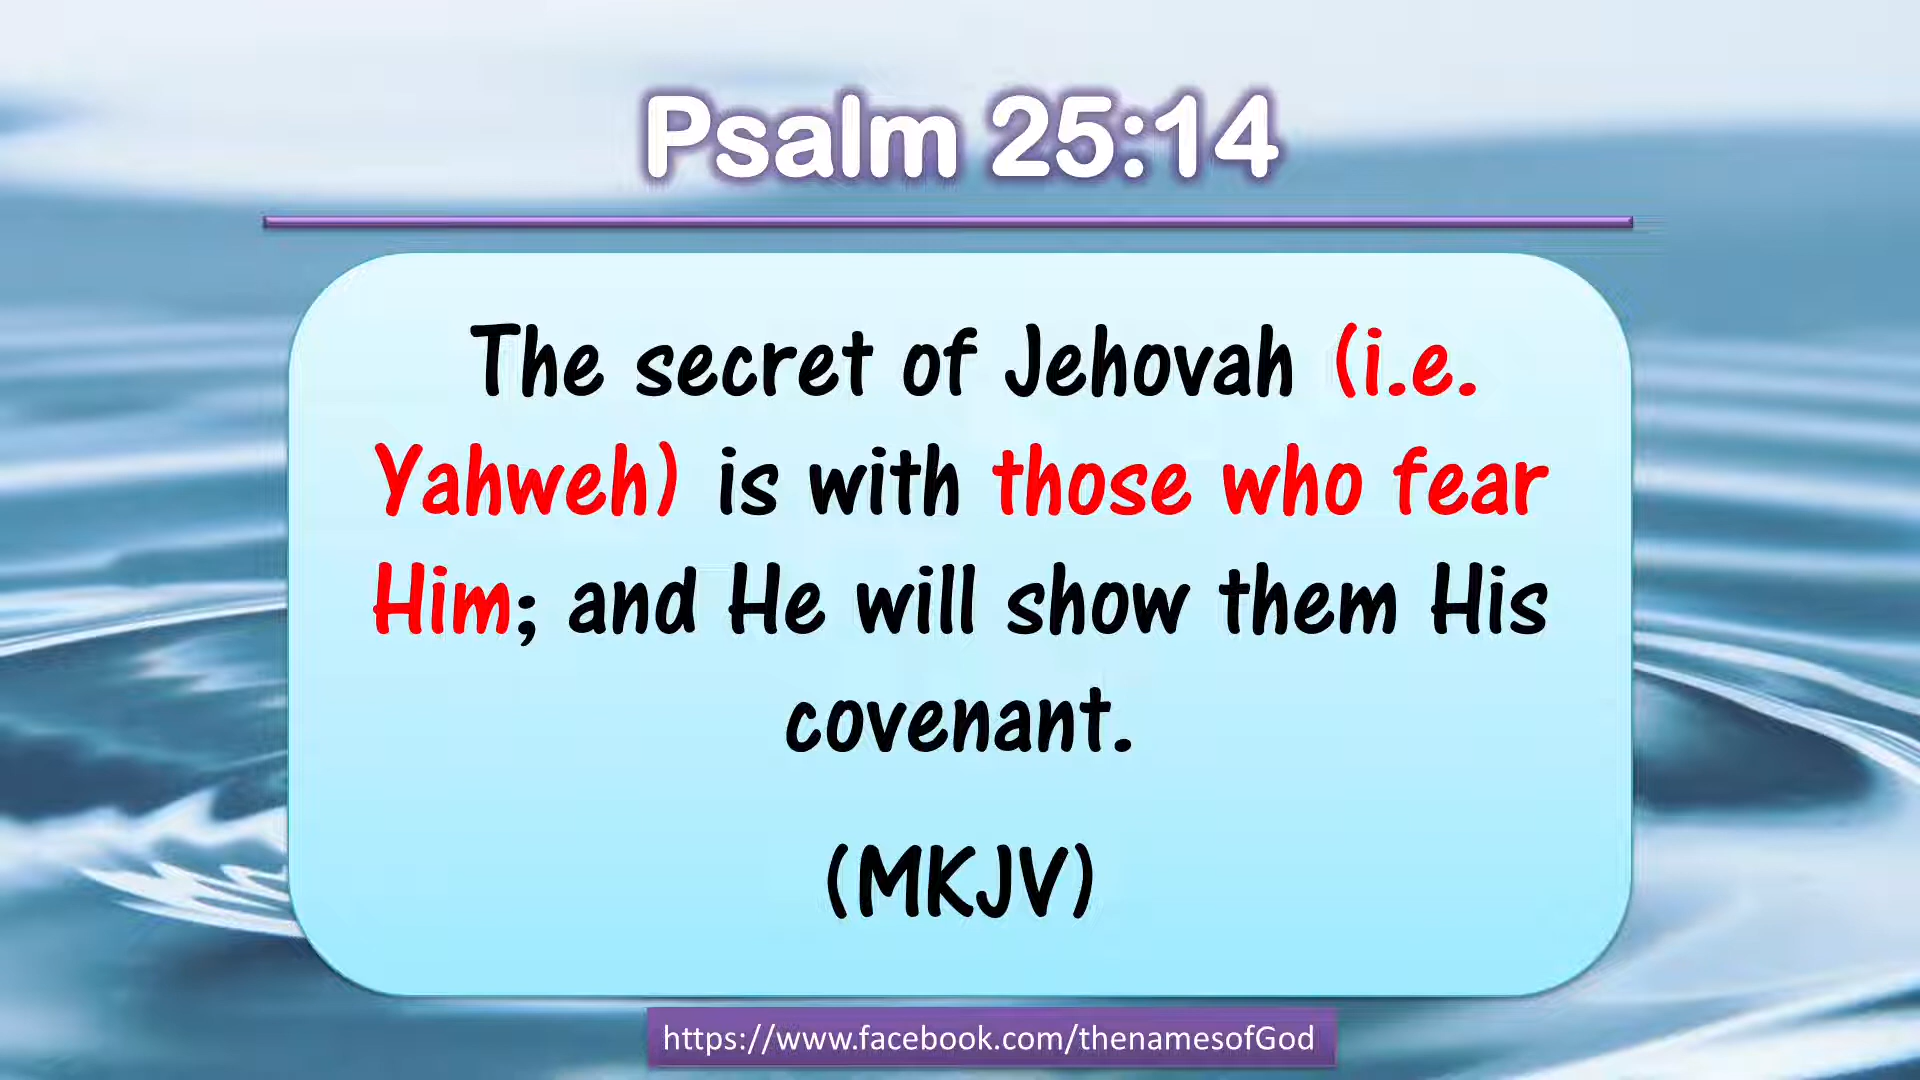 Psalm 25:14
The secret of Jehovah (i.e.
Yahweh) is with those who fear
Him; and He will show them His
covenant.
(MKJV)
https://www.facebook.com/thenamesofGod